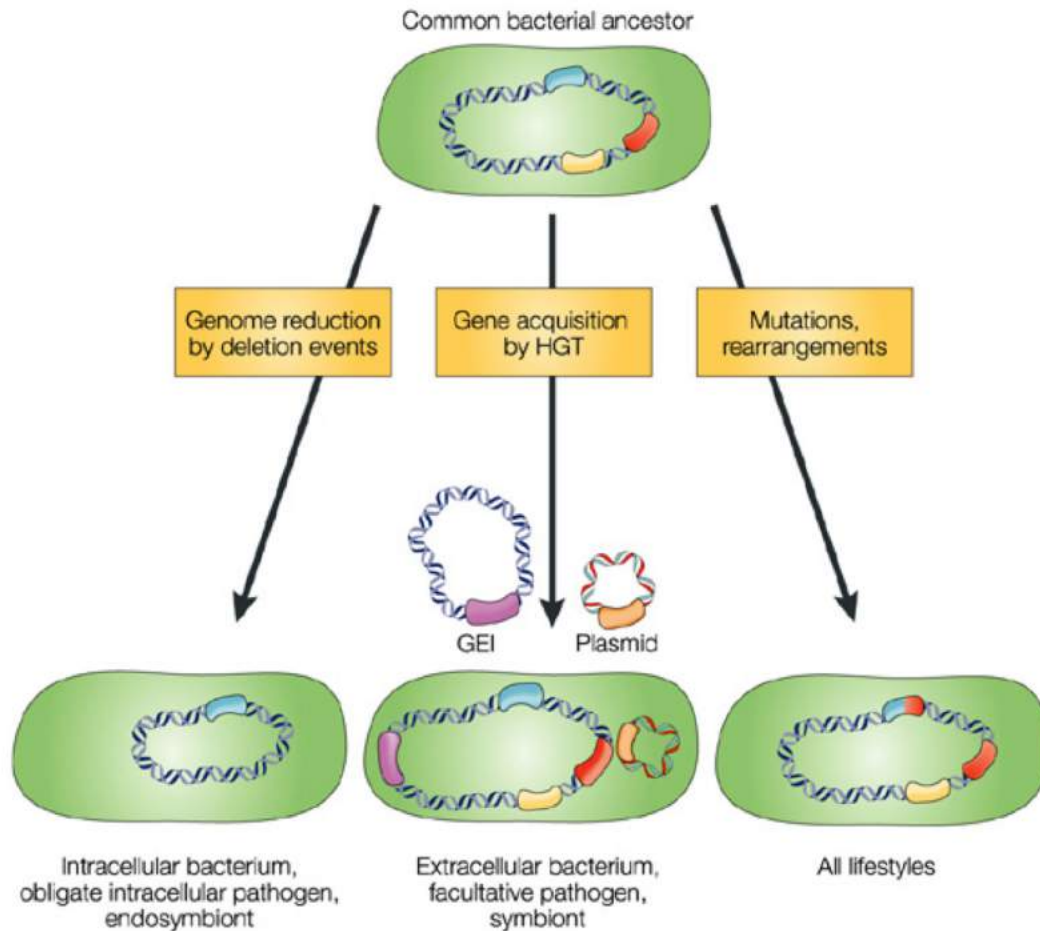 Common bacterial ancestor
Genome reduction
by deletion events
Gene acquisition
by HGT
Mutations,
rearrangements
GEI
Plasmid
Intracellular bacterium,
obligate intracellular pathogen,
endosymbiont
Extracellular bacterium,
facultative pathogen,
symbiont
All lifestyles